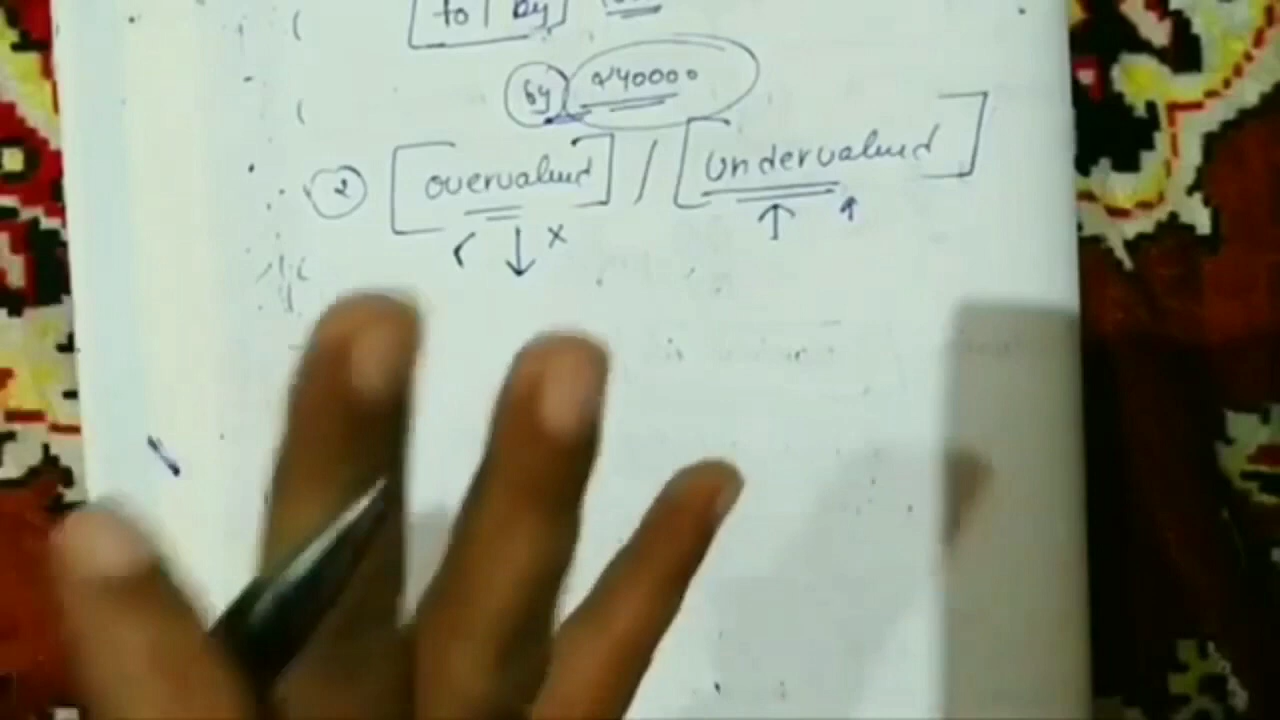 to / by
by ₹40000
2 [overvalued] / [undervalued]
↓ x ↑ ↑